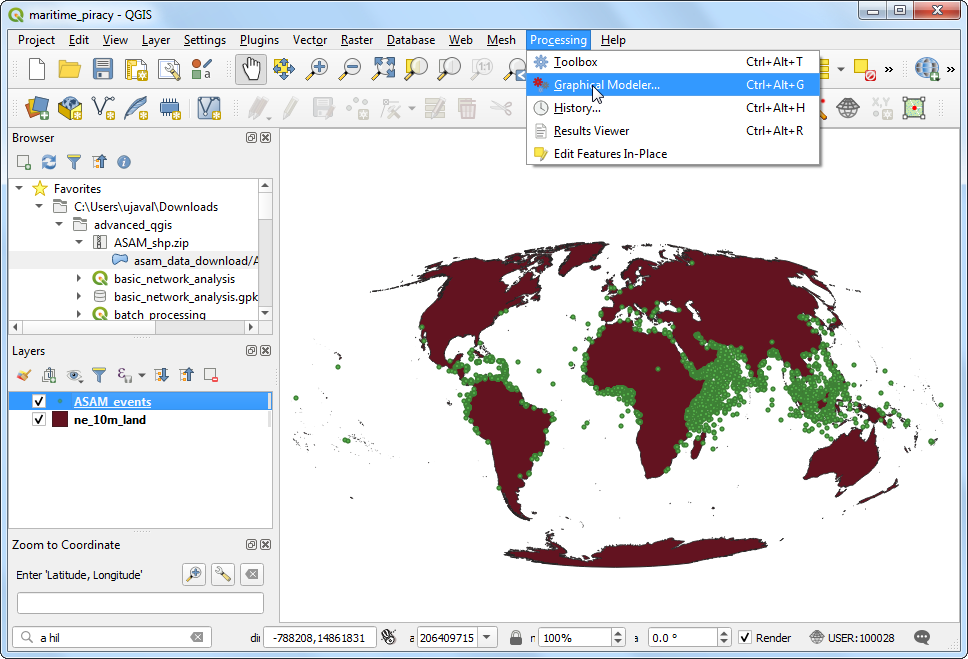 maritime_piracy - QGIS
Project Edit View Layer Settings Plugins Vector Raster Database Web Mesh Processing Help
Toolbox Ctrl+Alt+T
Graphical Modeler... Ctrl+Alt+G
History... Ctrl+Alt+H
Results Viewer Ctrl+Alt+R
Edit Features In-Place
Browser
Favorites
C:\Users\ujaval\Downloads
advanced_qgis
ASAM_shp.zip
asam_data_download/A
basic_network_analysis
basic_network_analysis.gpk
batch_processing
Layers
ASAM_events
ne_10m_land
Zoom to Coordinate
Enter 'Latitude, Longitude'
a hil
-788208,14861831
a 206409715
100%
a 0.0 °
Render
USER:100028